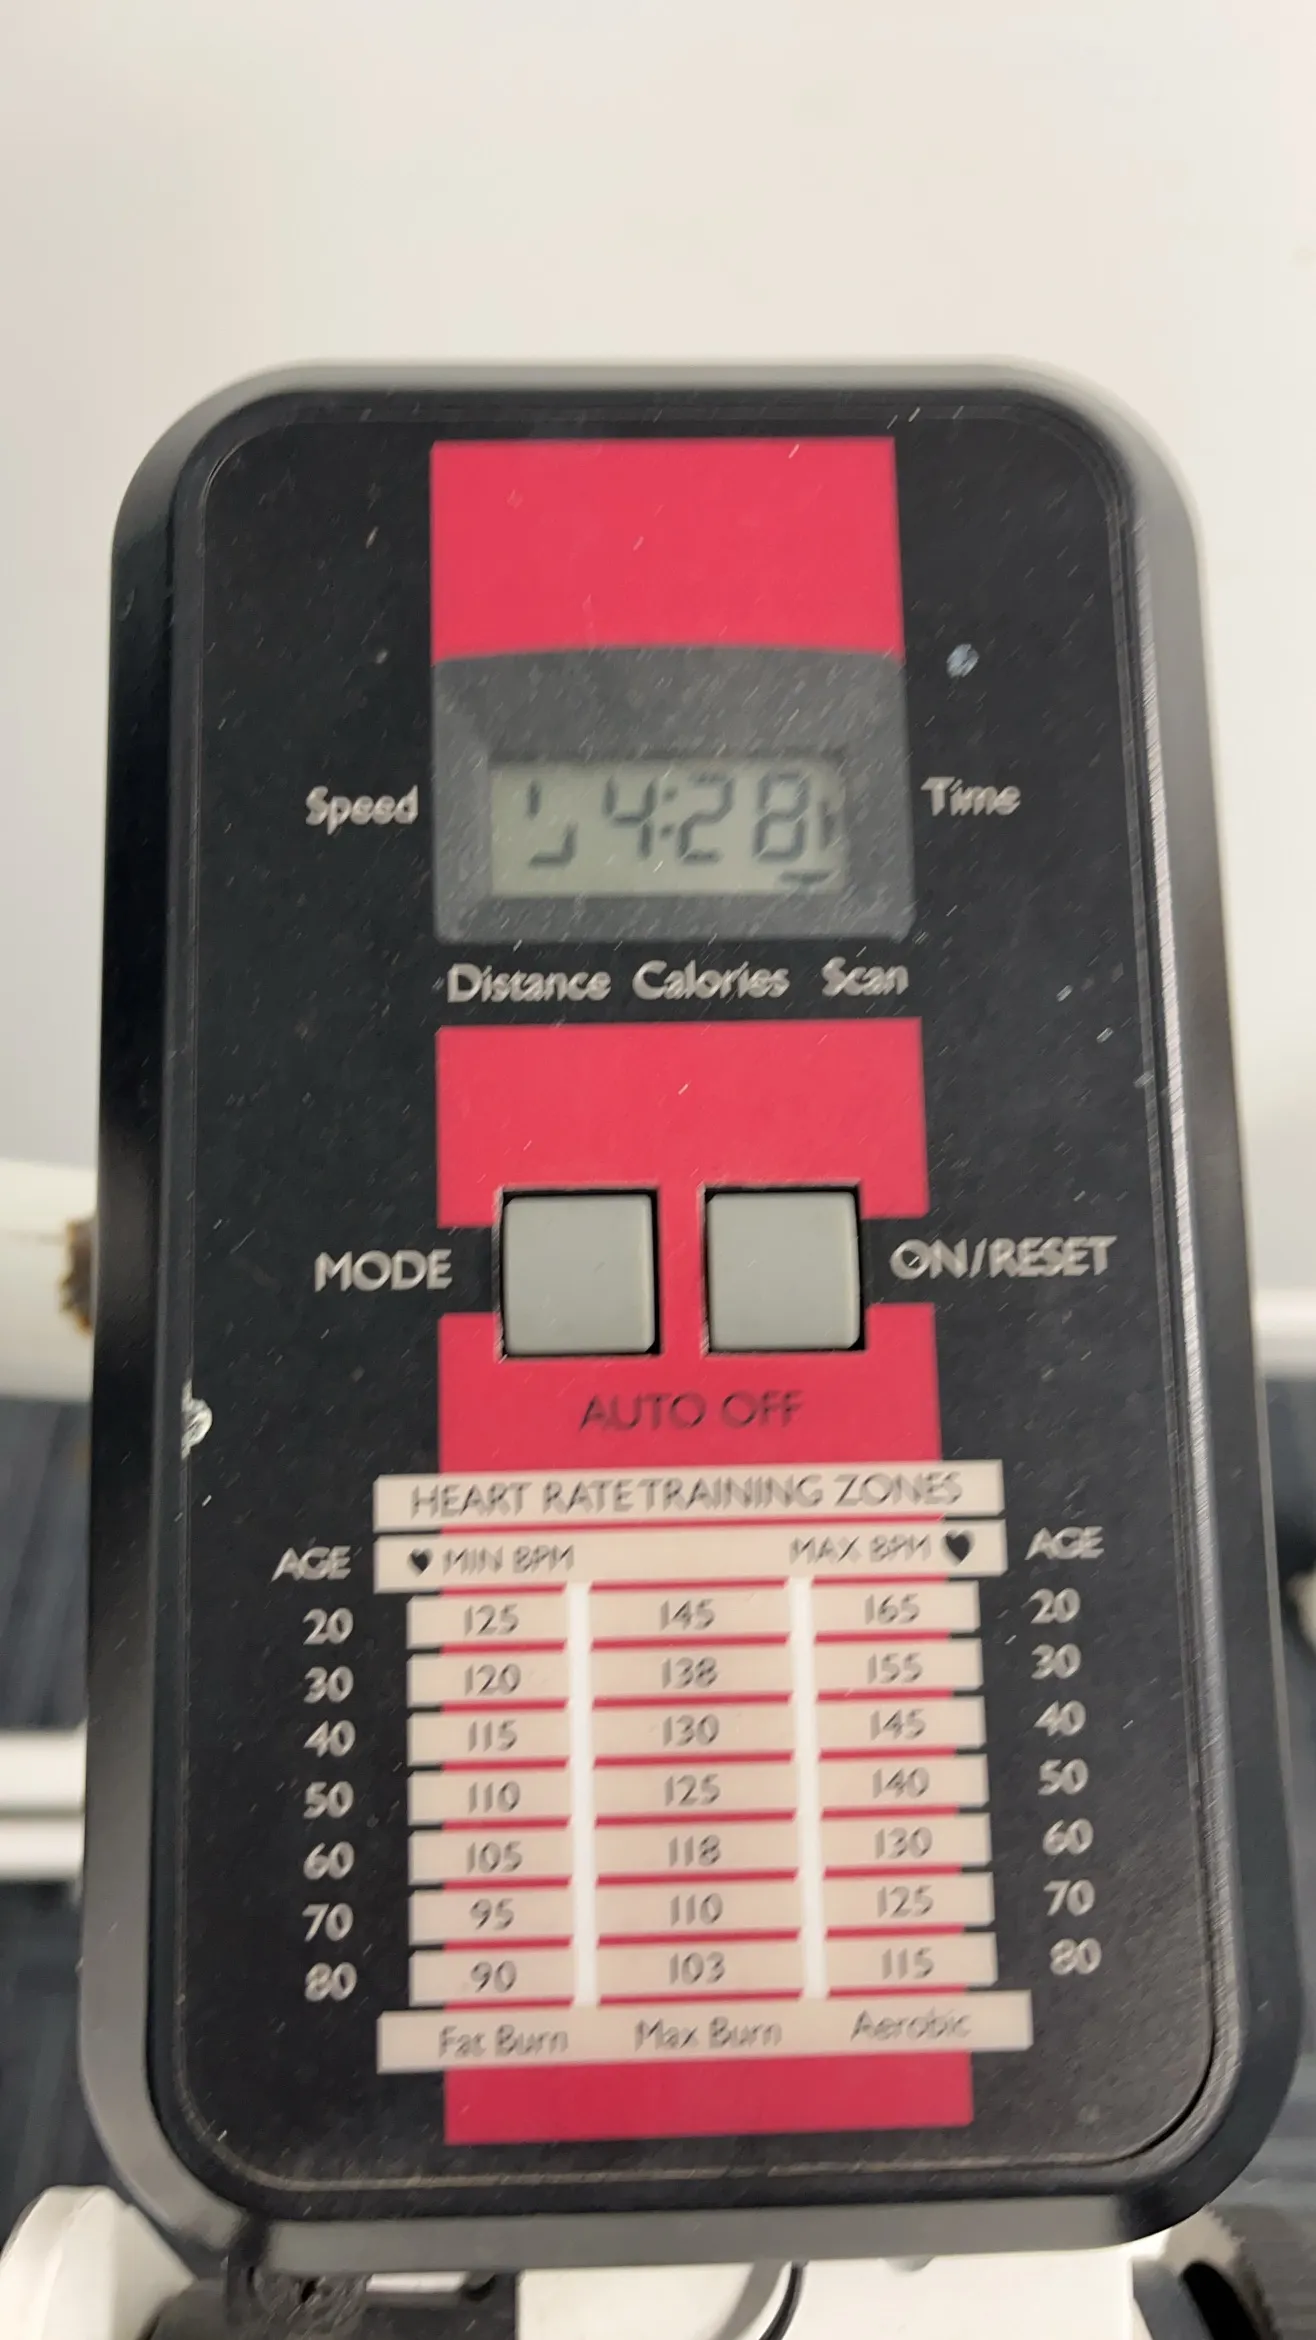 Speed 4:28 Time
Distance Calories Scan
MODE ON/RESET
AUTO OFF
HEART RATE TRAINING ZONES
AGE ♥ MIN BPM MAX BPM ♥ AGE
20 125 145 165 20
30 120 138 155 30
40 115 130 145 40
50 110 125 140 50
60 105 118 130 60
70 95 110 125 70
80 90 103 115 80
Fat Burn Max Burn Aerobic